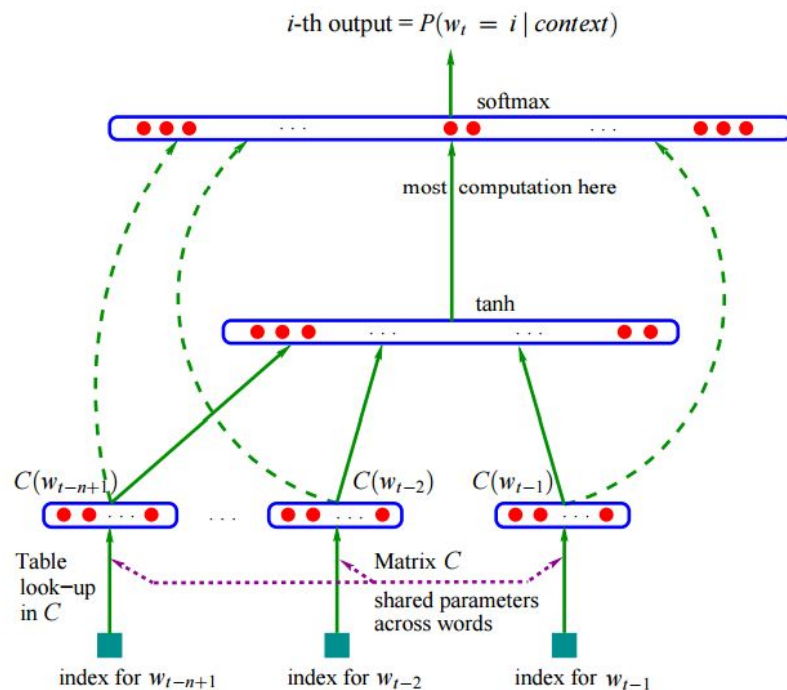 i-th output = P(w_t = i | context)
softmax
. . .
. . .
most computation here
tanh
. . .
. . .
C(w_{t−n+1})
C(w_{t−2})
C(w_{t−1})
. . .
. . .
. . .
. . .
Table
look−up
in C
Matrix C
shared parameters
across words
index for w_{t−n+1}
index for w_{t−2}
index for w_{t−1}